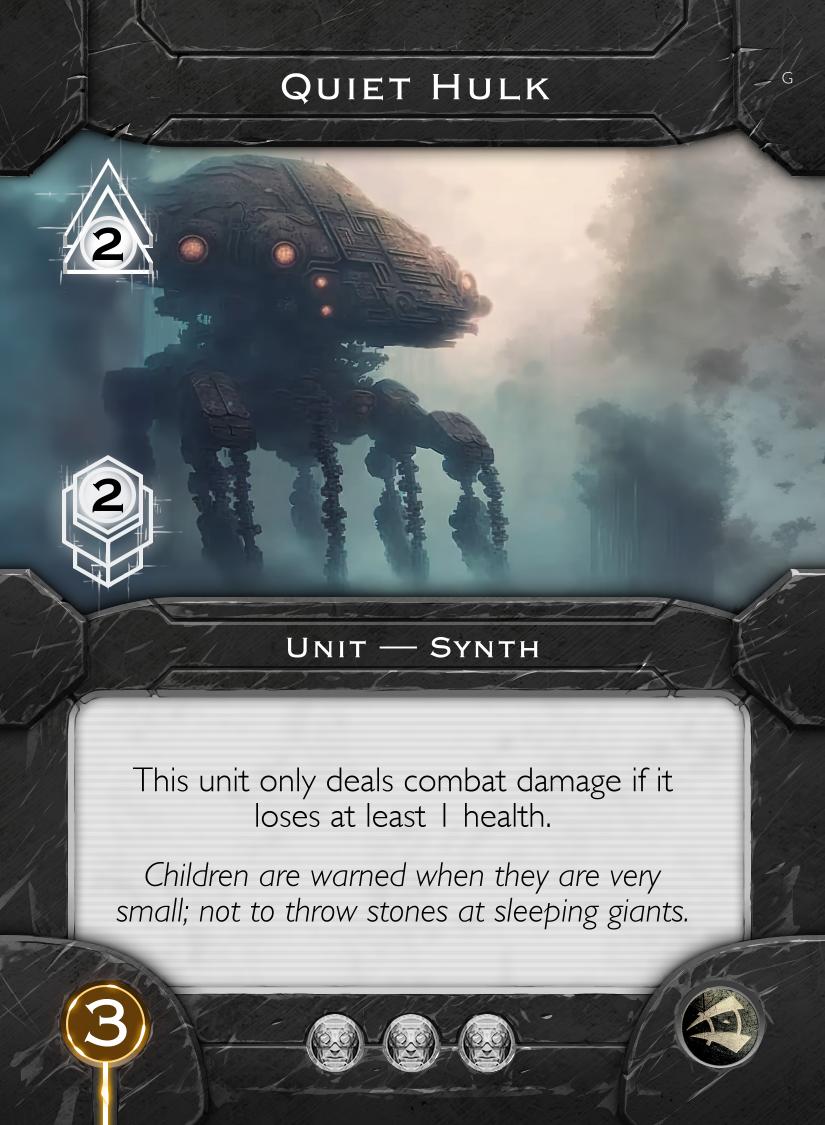 Quiet Hulk
G
2
2
Unit — Synth
This unit only deals combat damage if it
loses at least 1 health.
Children are warned when they are very
small; not to throw stones at sleeping giants.
3